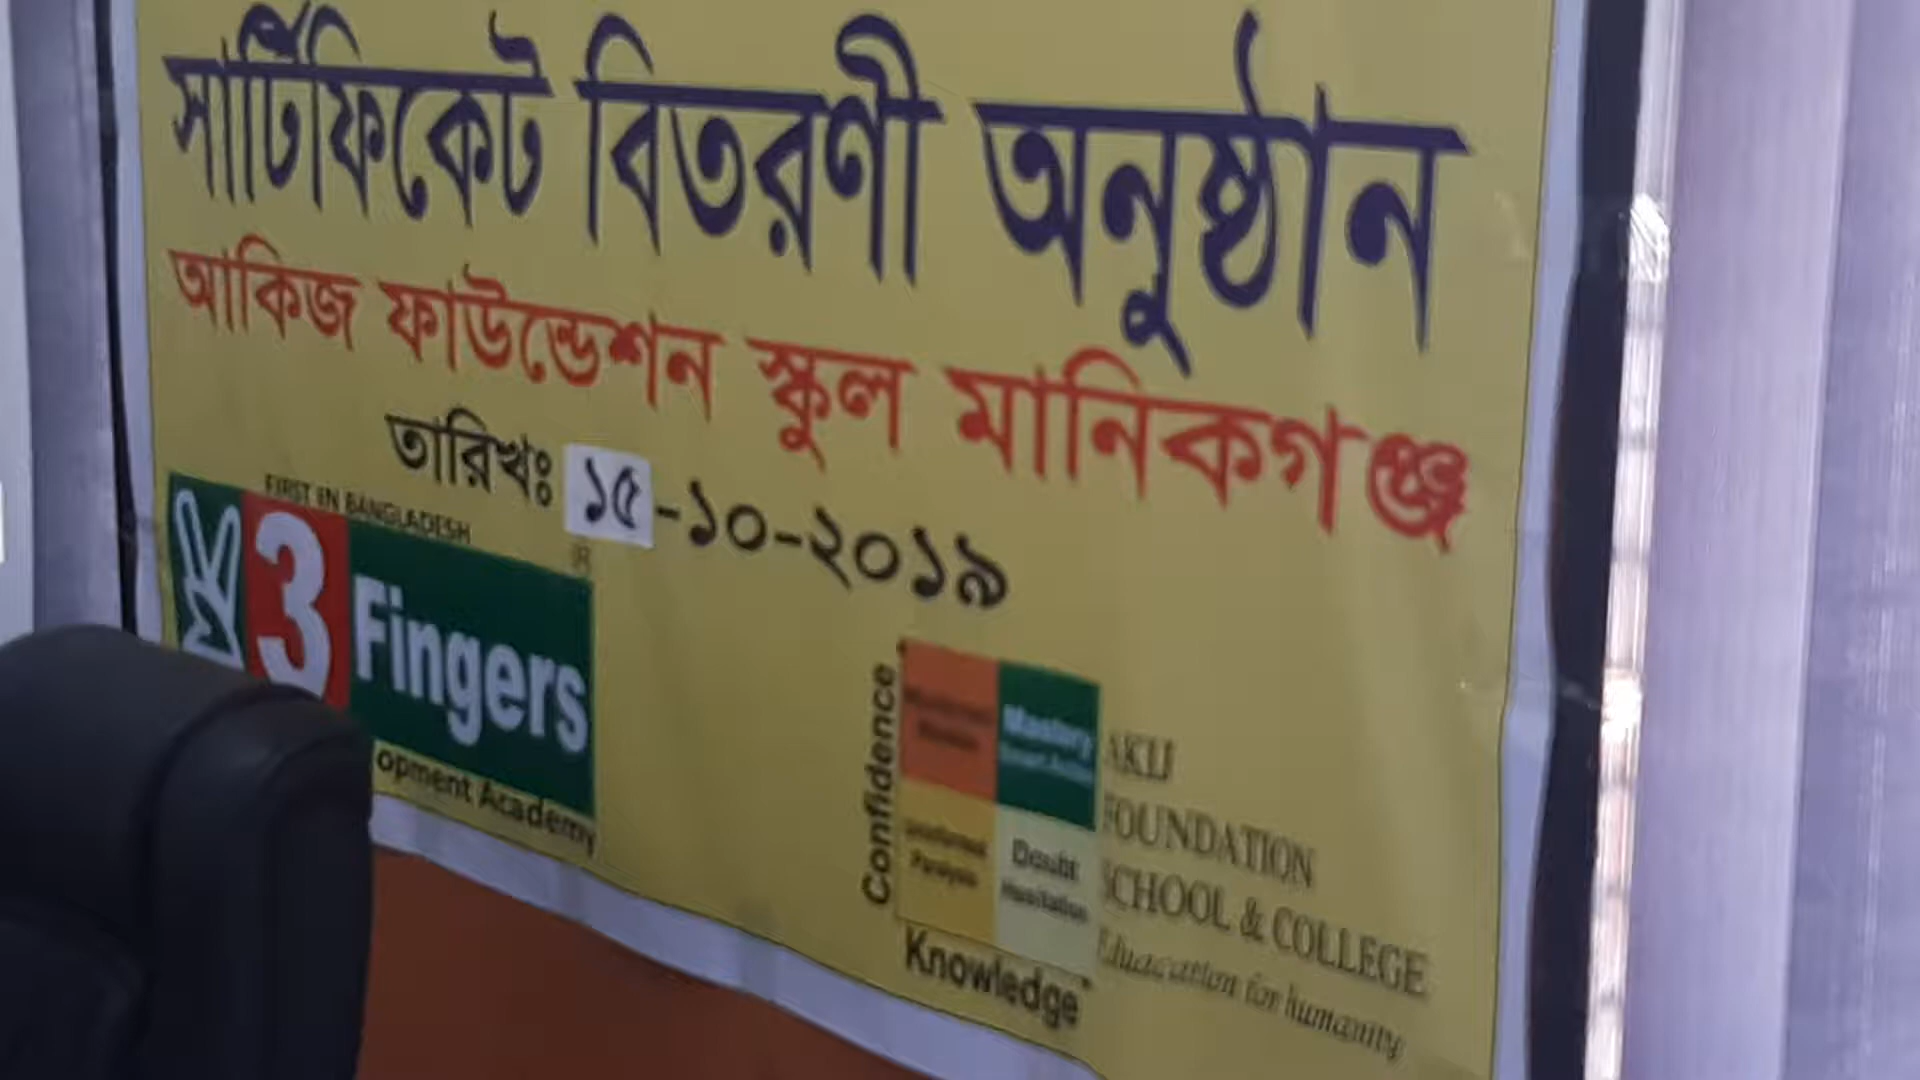 সার্টিফিকেট বিতরণী অনুষ্ঠান
আকিজ ফাউন্ডেশন স্কুল মানিকগঞ্জ
তারিখঃ ১৫-১০-২০১৯
FIRST IN BANGLADESH
3 Fingers
opment Academy
Confidence
Mastery
Doubt
Hesitation
Knowledge
AKIJ
FOUNDATION
SCHOOL & COLLEGE
for humanity